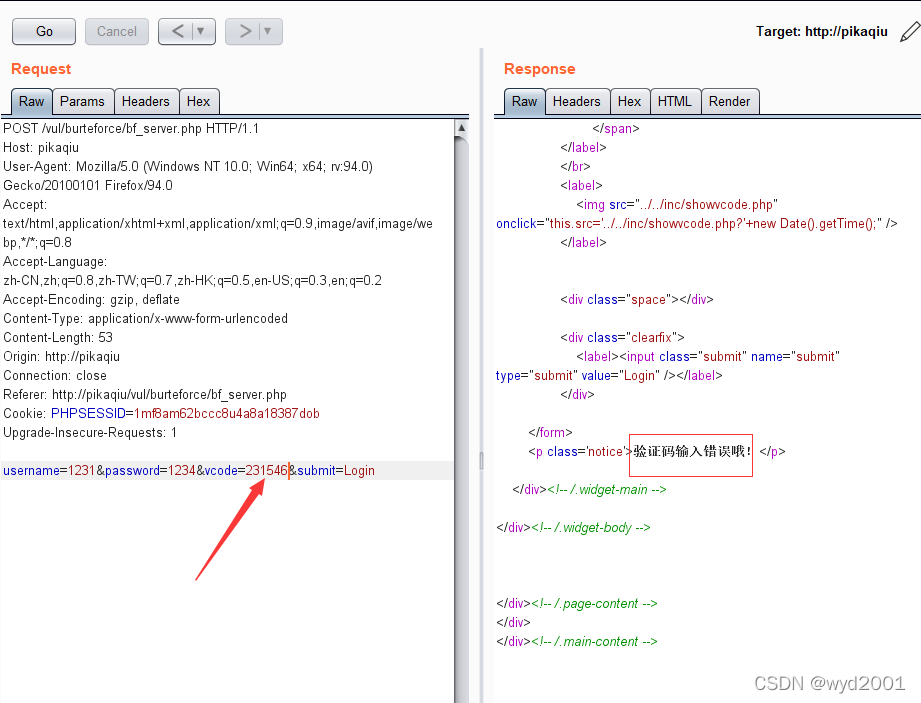 Go
Cancel
<
>
Target: http://pikaqiu
Request
Raw
Params
Headers
Hex
POST /vul/burteforce/bf_server.php HTTP/1.1
Host: pikaqiu
User-Agent: Mozilla/5.0 (Windows NT 10.0; Win64; x64; rv:94.0)
Gecko/20100101 Firefox/94.0
Accept:
text/html,application/xhtml+xml,application/xml;q=0.9,image/avif,image/we
bp,*/*;q=0.8
Accept-Language:
zh-CN,zh;q=0.8,zh-TW;q=0.7,zh-HK;q=0.5,en-US;q=0.3,en;q=0.2
Accept-Encoding: gzip, deflate
Content-Type: application/x-www-form-urlencoded
Content-Length: 53
Origin: http://pikaqiu
Connection: close
Referer: http://pikaqiu/vul/burteforce/bf_server.php
Cookie: PHPSESSID=1mf8am62bccc8u4a8a18387dob
Upgrade-Insecure-Requests: 1
username=1231&password=1234&vcode=231546&submit=Login
Response
Raw
Headers
Hex
HTML
Render
</span>
</label>
</br>
<label>
<img src="../../inc/showvcode.php"
onclick="this.src='../../inc/showvcode.php?'+new Date().getTime();" />
</label>
<div class="space"></div>
<div class="clearfix">
<label><input class="submit" name="submit"
type="submit" value="Login" /></label>
</div>
</form>
<p class='notice'>验证码输入错误哦! </p>
</div><!-- /.widget-main -->
</div><!-- /.widget-body -->
</div><!-- /.page-content -->
</div>
</div><!-- /.main-content -->
CSDN @wyd2001